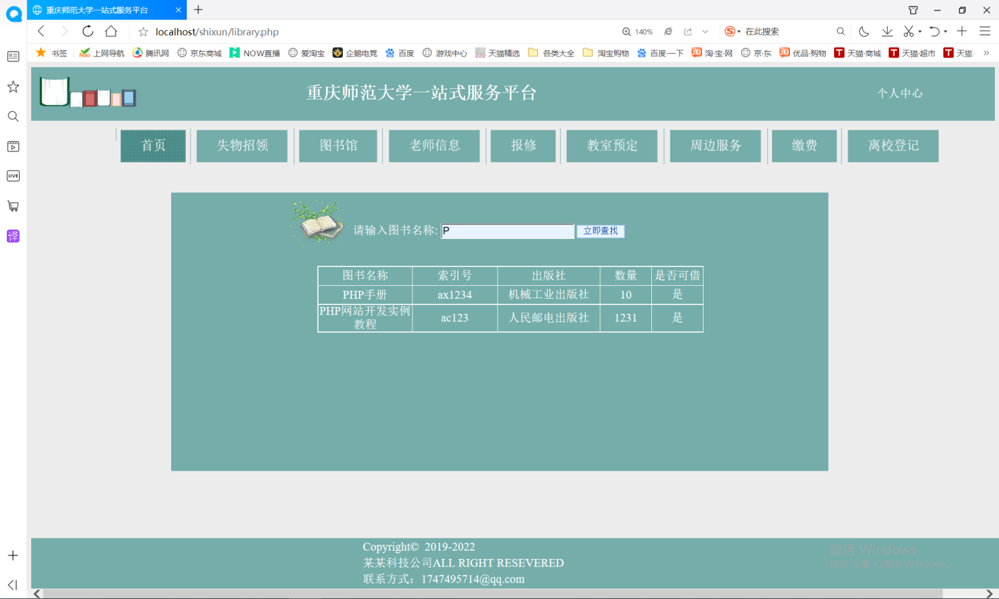 重庆师范大学一站式服务平台
localhost/shixun/library.php
140%
在此搜索
书签
上网导航
腾讯网
京东商城
NOW直播
爱淘宝
企鹅电竞
百度
游戏中心
天猫精选
各类大全
淘宝购物
百度·一下
淘·宝·网
京·东
优品·购物
天猫·商城
天猫·超市
天猫
LIVE
译
重庆师范大学一站式服务平台
个人中心
首页
失物招领
图书馆
老师信息
报修
教室预定
周边服务
缴费
离校登记
请输入图书名称: P 立即查找
图书名称 索引号 出版社 数量 是否可借
PHP手册 ax1234 机械工业出版社 10 是
PHP网站开发实例
教程 ac123 人民邮电出版社 1231 是
Copyright© 2019-2022
某某科技公司ALL RIGHT RESEVERED
联系方式：1747495714@qq.com
激活 Windows
转到"设置"以激活 Windows。